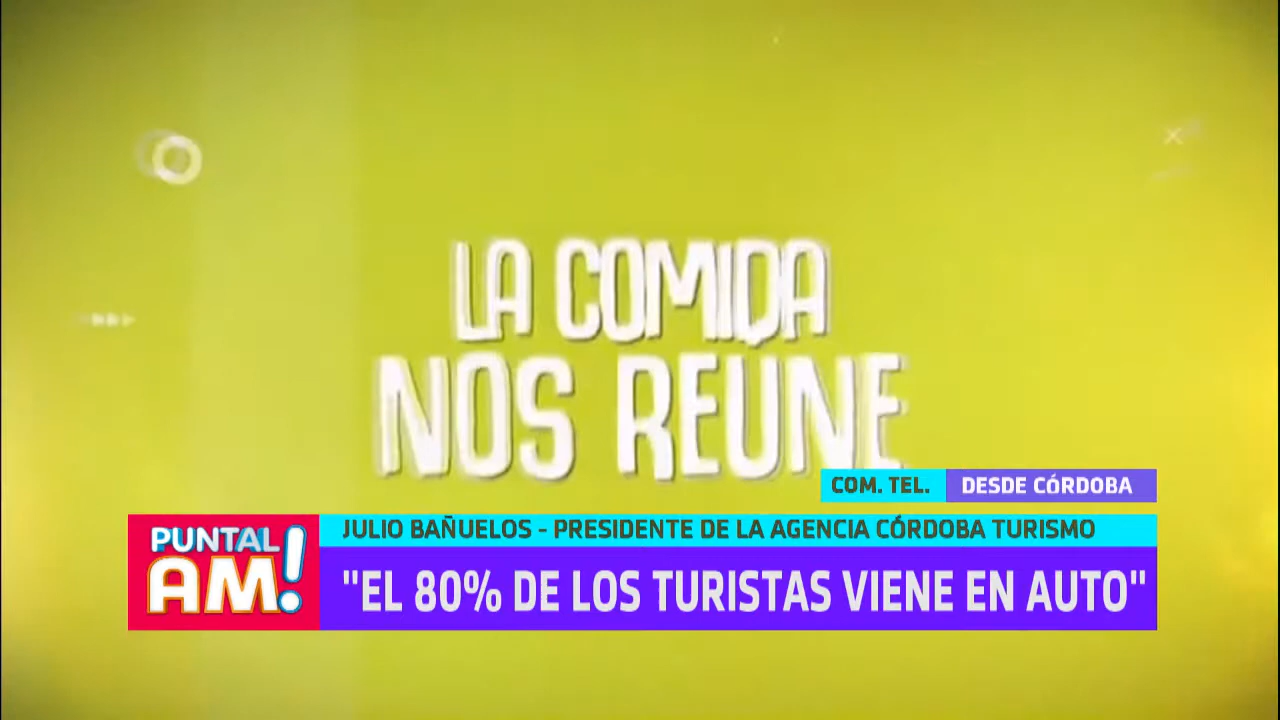 LA COMIDA
NOS REUNE
COM. TEL.
DESDE CÓRDOBA
PUNTAL
AM!
JULIO BAÑUELOS - PRESIDENTE DE LA AGENCIA CÓRDOBA TURISMO
"EL 80% DE LOS TURISTAS VIENE EN AUTO"